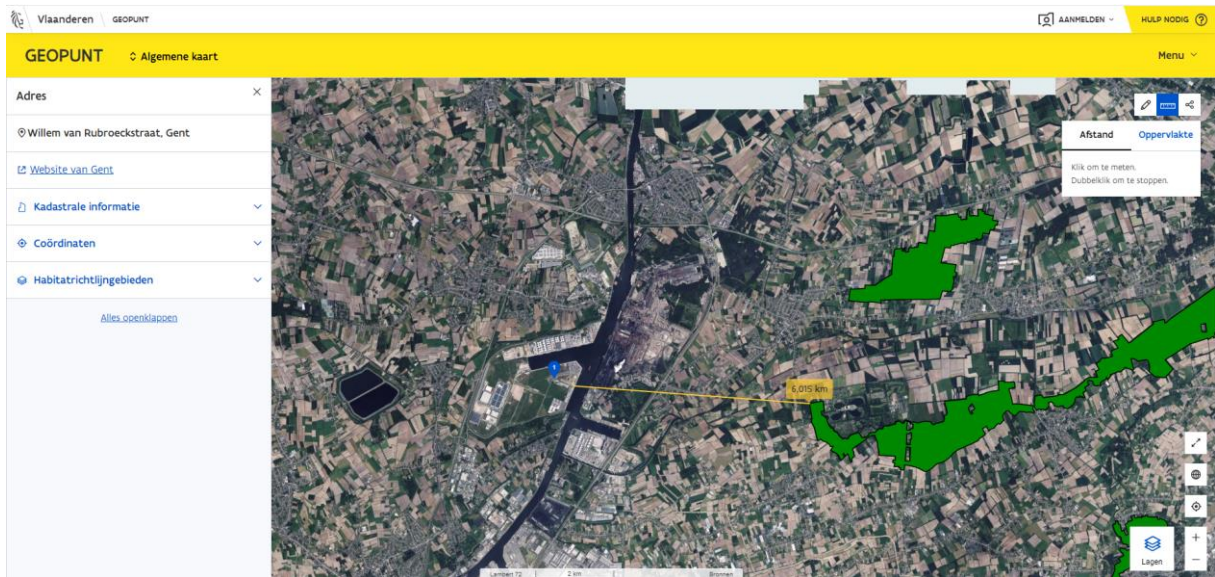 Vlaanderen GEOPUNT
AANMELDEN
HULP NODIG
GEOPUNT
Algemene kaart
Menu
Adres
Willem van Rubroeckstraat, Gent
Website van Gent
Kadastrale informatie
Coördinaten
Habitatrichtlijngebieden
Alles openklappen
Afstand
Oppervlakte
Klik om te meten.
Dubbelklik om te stoppen.
6,015 km
Lagen
Lambert 72
2 km
Bronnen